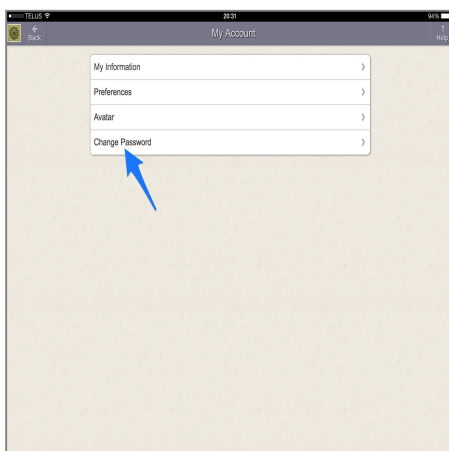 TELUS 20:31 94%
Back My Account ? Help
My Information
Preferences
Avatar
Change Password